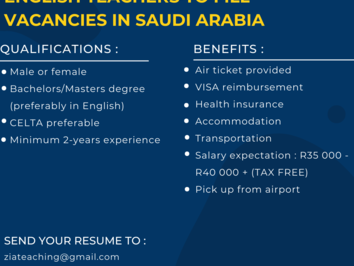 ENGLISH TEACHERS TO FILL
VACANCIES IN SAUDI ARABIA
QUALIFICATIONS :
Male or female
Bachelors/Masters degree
(preferably in English)
CELTA preferable
Minimum 2-years experience
BENEFITS :
Air ticket provided
VISA reimbursement
Health insurance
Accommodation
Transportation
Salary expectation : R35 000 -
R40 000 + (TAX FREE)
Pick up from airport
SEND YOUR RESUME TO :
ziateaching@gmail.com